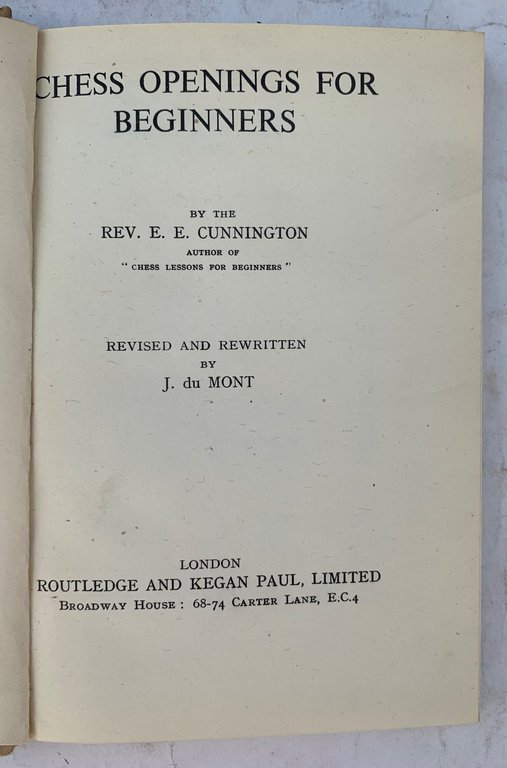 CHESS OPENINGS FOR
BEGINNERS
BY THE
REV. E. E. CUNNINGTON
AUTHOR OF
"CHESS LESSONS FOR BEGINNERS"
REVISED AND REWRITTEN
BY
J. du MONT
LONDON
ROUTLEDGE AND KEGAN PAUL, LIMITED
BROADWAY HOUSE: 68-74 CARTER LANE, E.C.4